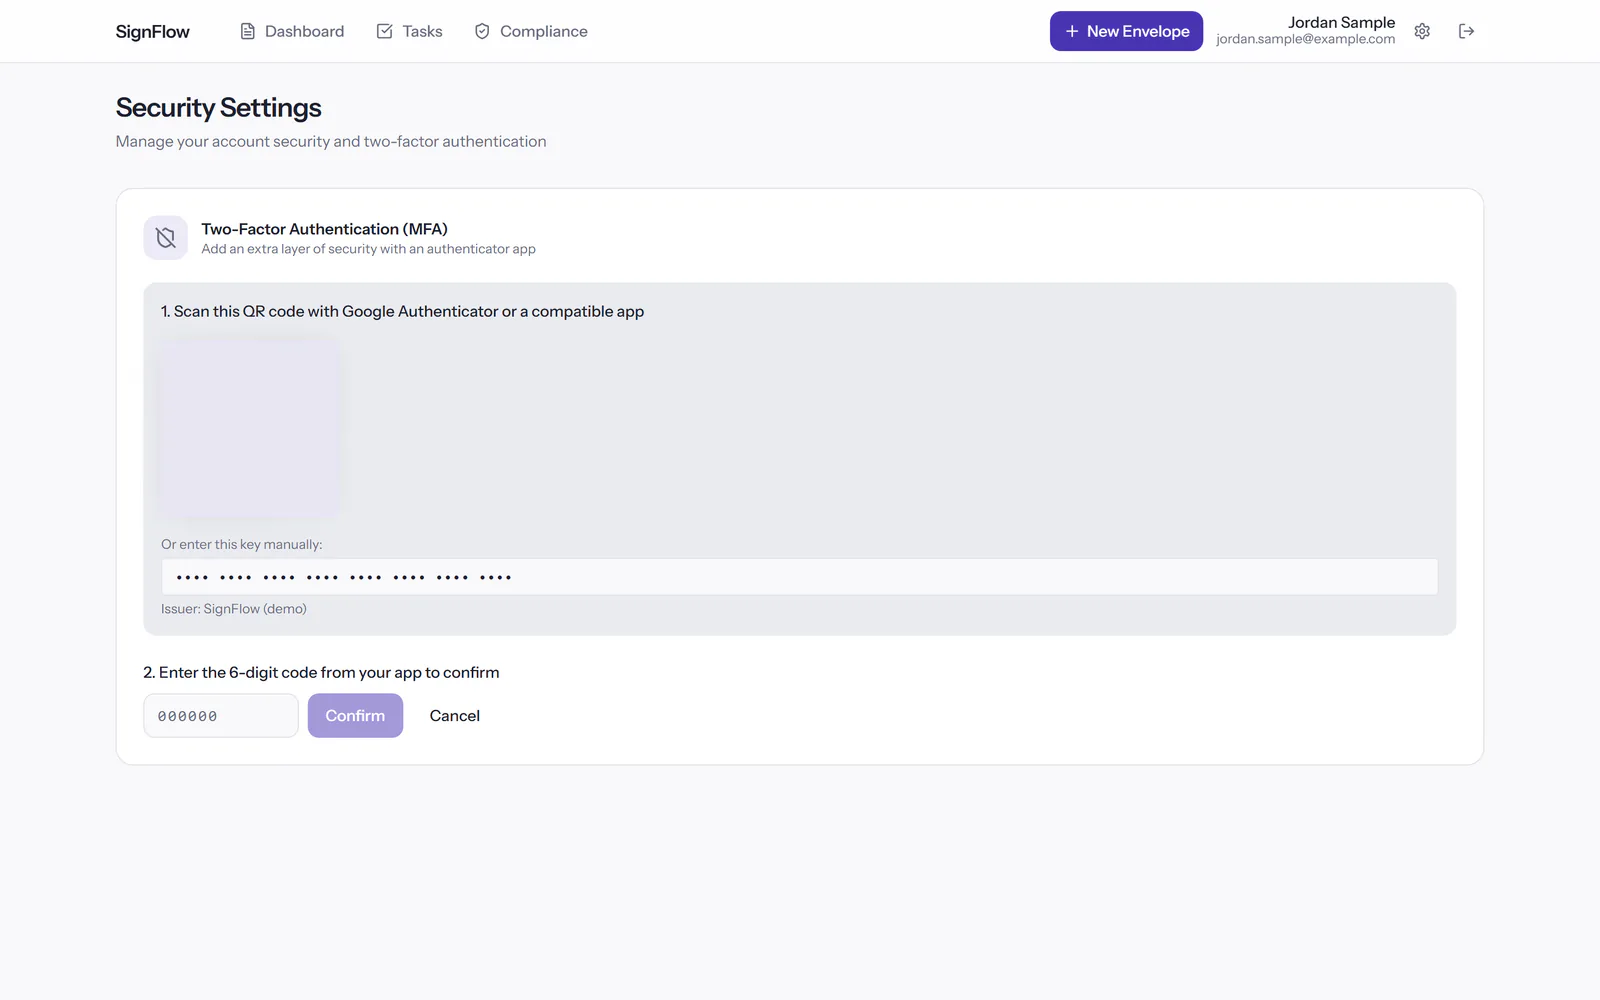 SignFlow
Dashboard
Tasks
Compliance
New Envelope
Jordan Sample
jordan.sample@example.com
Security Settings
Manage your account security and two-factor authentication
Two-Factor Authentication (MFA)
Add an extra layer of security with an authenticator app
1. Scan this QR code with Google Authenticator or a compatible app
Or enter this key manually:
•••• •••• •••• •••• •••• •••• •••• ••••
Issuer: SignFlow (demo)
2. Enter the 6-digit code from your app to confirm
000000
Confirm
Cancel